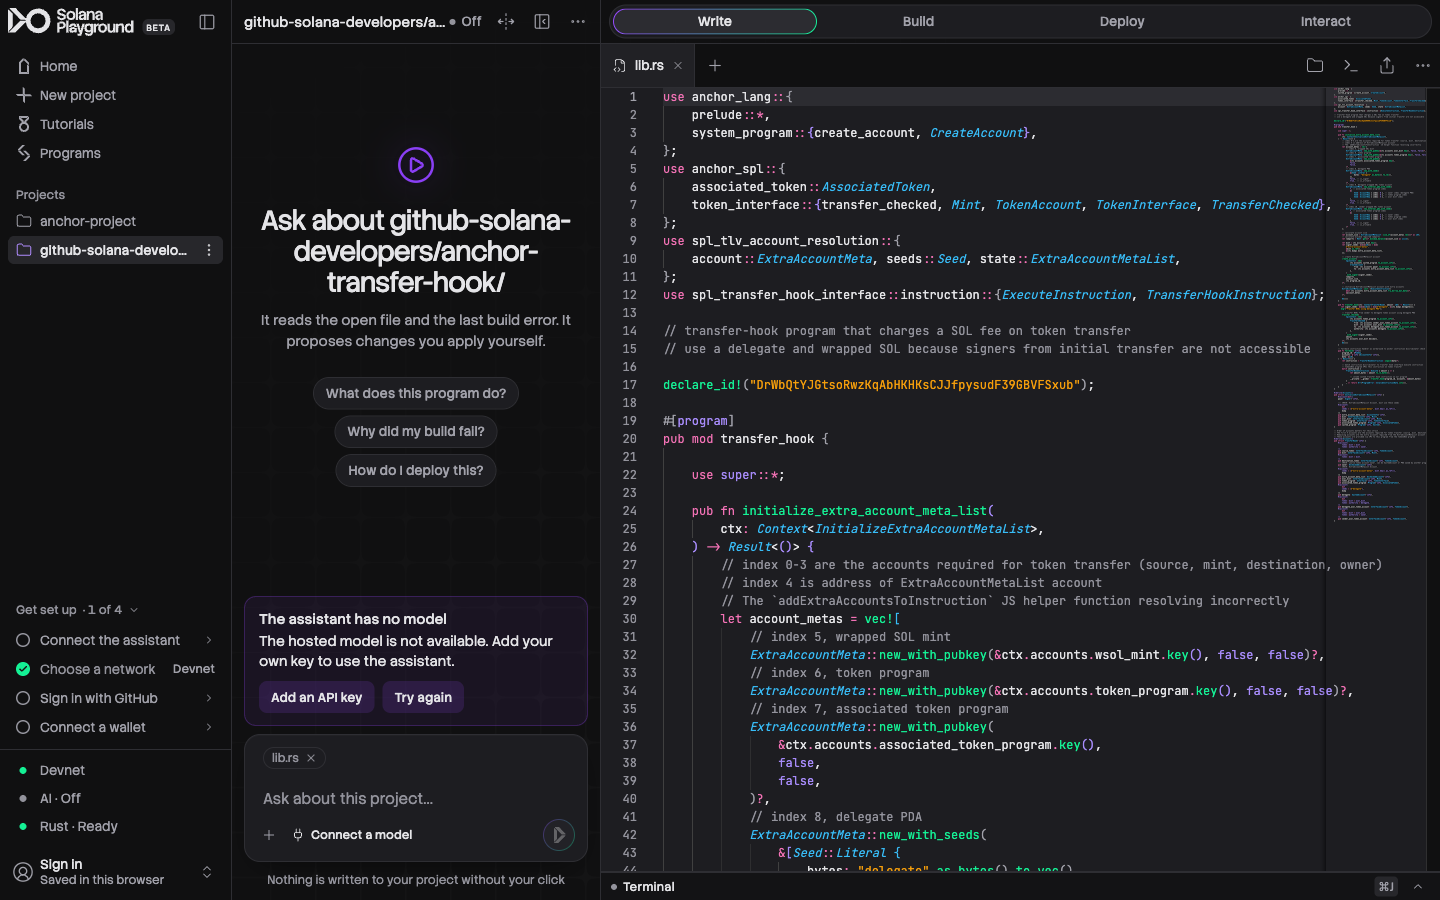 Solana
Playground
BETA
Home
New project
Tutorials
Programs
Projects
anchor-project
github-solana-develo...
Get set up · 1 of 4
Connect the assistant
Choose a network
Devnet
Sign in with GitHub
Connect a wallet
Devnet
AI · Off
Rust · Ready
Sign in
Saved in this browser
github-solana-developers/a...
Off
Ask about github-solana-
developers/anchor-
transfer-hook/
It reads the open file and the last build error. It
proposes changes you apply yourself.
What does this program do?
Why did my build fail?
How do I deploy this?
The assistant has no model
The hosted model is not available. Add your
own key to use the assistant.
Add an API key
Try again
lib.rs
Ask about this project...
Connect a model
Nothing is written to your project without your click
Write
Build
Deploy
Interact
lib.rs
1 use anchor_lang::{
2 prelude::*,
3 system_program::{create_account, CreateAccount},
4 };
5 use anchor_spl::{
6 associated_token::AssociatedToken,
7 token_interface::{transfer_checked, Mint, TokenAccount, TokenInterface, TransferChecked},
8 };
9 use spl_tlv_account_resolution::{
10 account::ExtraAccountMeta, seeds::Seed, state::ExtraAccountMetaList,
11 };
12 use spl_transfer_hook_interface::instruction::{ExecuteInstruction, TransferHookInstruction};
13
14 // transfer-hook program that charges a SOL fee on token transfer
15 // use a delegate and wrapped SOL because signers from initial transfer are not accessible
16
17 declare_id!("DrWbQtYJGtsoRwzKqAbHKHKsCJJfpysudF39GBVFSxub");
18
19 #[program]
20 pub mod transfer_hook {
21
22 use super::*;
23
24 pub fn initialize_extra_account_meta_list(
25 ctx: Context<InitializeExtraAccountMetaList>,
26 ) -> Result<()> {
27 // index 0-3 are the accounts required for token transfer (source, mint, destination, owner)
28 // index 4 is address of ExtraAccountMetaList account
29 // The `addExtraAccountsToInstruction` JS helper function resolving incorrectly
30 let account_metas = vec![
31 // index 5, wrapped SOL mint
32 ExtraAccountMeta::new_with_pubkey(&ctx.accounts.wsol_mint.key(), false, false)?,
33 // index 6, token program
34 ExtraAccountMeta::new_with_pubkey(&ctx.accounts.token_program.key(), false, false)?,
35 // index 7, associated token program
36 ExtraAccountMeta::new_with_pubkey(
37 &ctx.accounts.associated_token_program.key(),
38 false,
39 false,
40 )?,
41 // index 8, delegate PDA
42 ExtraAccountMeta::new_with_seeds(
43 &[Seed::Literal {
44 bytes: "delegate".as_bytes().to_vec()
Terminal
⌘J